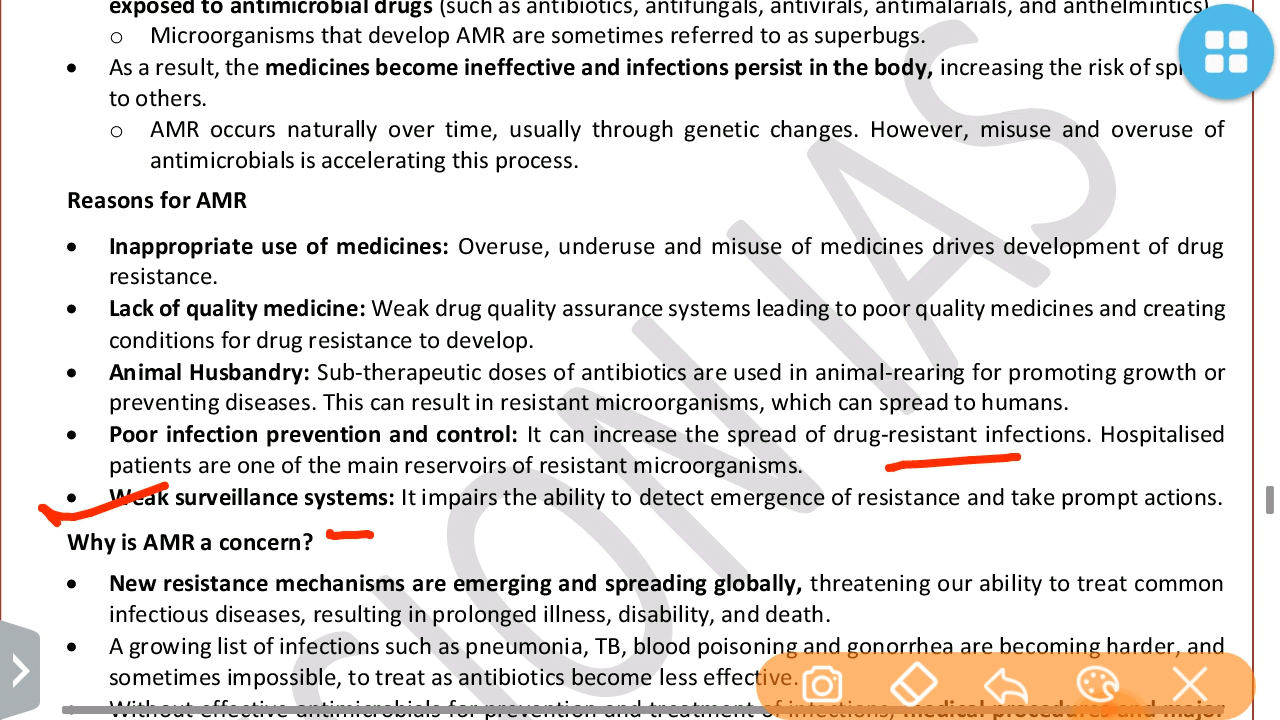 exposed to antimicrobial drugs (such as antibiotics, antifungals, antivirals, antimalarials, and anthelmintics)
o Microorganisms that develop AMR are sometimes referred to as superbugs.
• As a result, the medicines become ineffective and infections persist in the body, increasing the risk of
to others.
o AMR occurs naturally over time, usually through genetic changes. However, misuse and overuse of
antimicrobials is accelerating this process.
Reasons for AMR
• Inappropriate use of medicines: Overuse, underuse and misuse of medicines drives development of drug
resistance.
• Lack of quality medicine: Weak drug quality assurance systems leading to poor quality medicines and creating
conditions for drug resistance to develop.
• Animal Husbandry: Sub-therapeutic doses of antibiotics are used in animal-rearing for promoting growth or
preventing diseases. This can result in resistant microorganisms, which can spread to humans.
• Poor infection prevention and control: It can increase the spread of drug-resistant infections. Hospitalised
patients are one of the main reservoirs of resistant microorganisms.
• Weak surveillance systems: It impairs the ability to detect emergence of resistance and take prompt actions.
Why is AMR a concern?
• New resistance mechanisms are emerging and spreading globally, threatening our ability to treat common
infectious diseases, resulting in prolonged illness, disability, and death.
• A growing list of infections such as pneumonia, TB, blood poisoning and gonorrhea are becoming harder, and
sometimes impossible, to treat as antibiotics become less effective.
• Without effective antimicrobials for prevention and treatment of infections, medical procedures and major
SION IAS